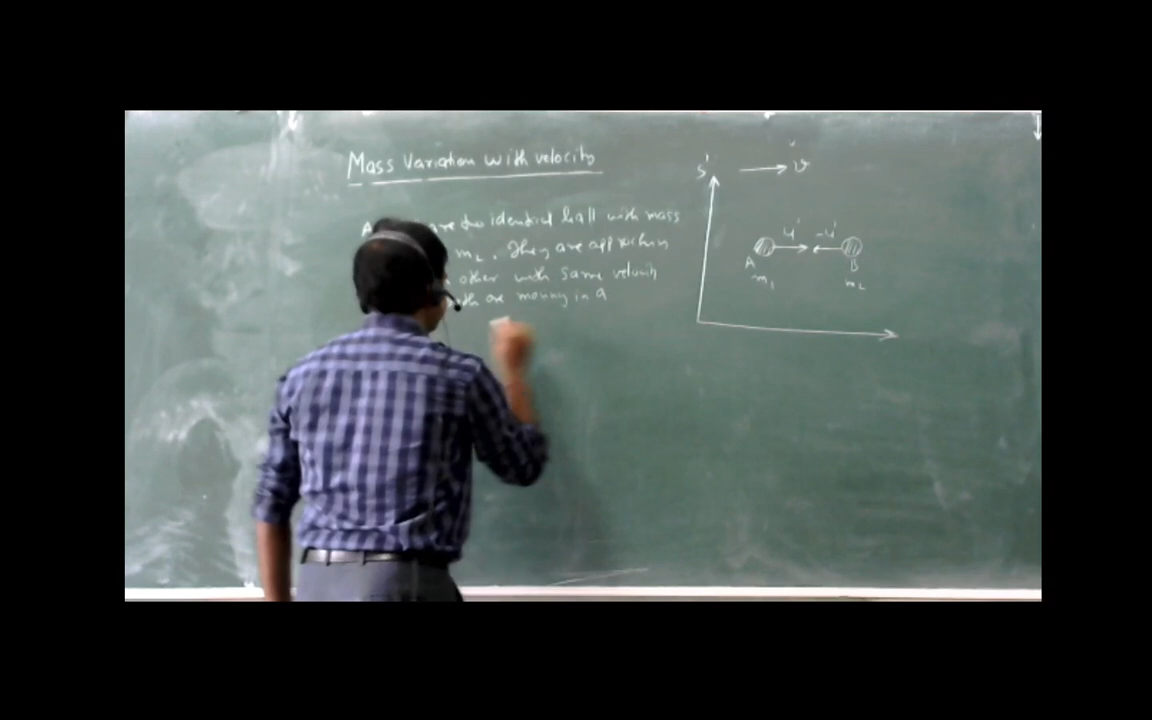 Mass Variation with velocity
A are two identical ball with mass
m2. They are approching
other with same velocity
are moving in a
S' → v
u' -u'
A B
m1 m2